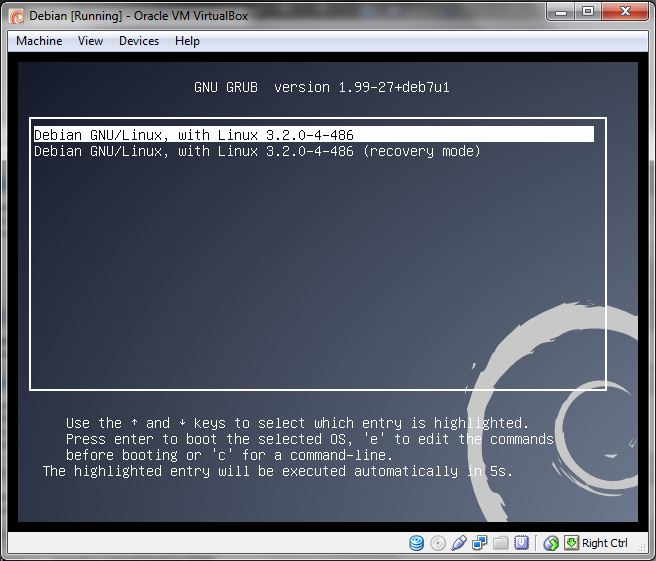 Debian [Running] - Oracle VM VirtualBox
Machine View Devices Help
GNU GRUB version 1.99-27+deb7u1
Debian GNU/Linux, with Linux 3.2.0-4-486
Debian GNU/Linux, with Linux 3.2.0-4-486 (recovery mode)
Use the ↑ and ↓ keys to select which entry is highlighted.
Press enter to boot the selected OS, 'e' to edit the commands
before booting or 'c' for a command-line.
The highlighted entry will be executed automatically in 5s.
Right Ctrl